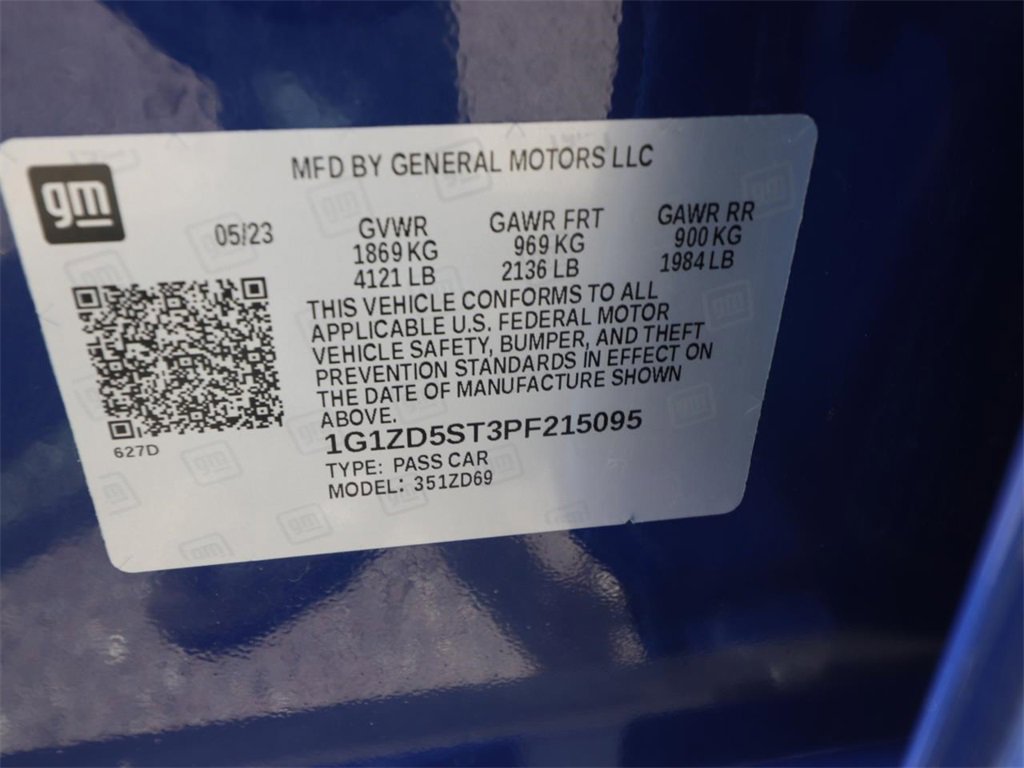 MFD BY GENERAL MOTORS LLC
gm
05/23
GVWR GAWR FRT GAWR RR
1869 KG 969 KG 900 KG
4121 LB 2136 LB 1984 LB
THIS VEHICLE CONFORMS TO ALL
APPLICABLE U.S. FEDERAL MOTOR
VEHICLE SAFETY, BUMPER, AND THEFT
PREVENTION STANDARDS IN EFFECT ON
THE DATE OF MANUFACTURE SHOWN
ABOVE.
1G1ZD5ST3PF215095
627D
TYPE: PASS CAR
MODEL: 351ZD69